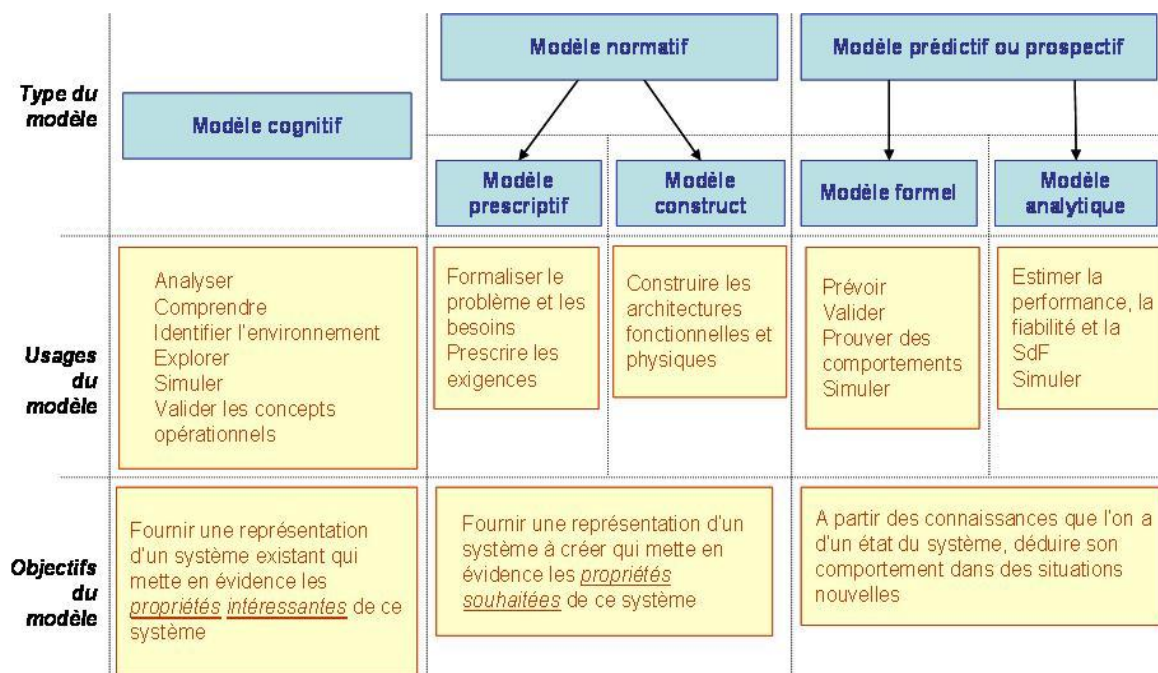 Modèle normatif
Modèle prédictif ou prospectif
Type du
modèle
Modèle cognitif
Modèle
prescriptif
Modèle
construct
Modèle formel
Modèle
analytique
Usages
du
modèle
Analyser
Comprendre
Identifier l'environnement
Explorer
Simuler
Valider les concepts
opérationnels
Formaliser le
problème et les
besoins
Prescrire les
exigences
Construire les
architectures
fonctionnelles et
physiques
Prévoir
Valider
Prouver des
comportements
Simuler
Estimer la
performance, la
fiabilité et la
SdF
Simuler
Objectifs
du
modèle
Fournir une représentation
d'un système existant qui
mette en évidence les
propriétés intéressantes de ce
système
Fournir une représentation d'un
système à créer qui mette en
évidence les propriétés
souhaitées de ce système
A partir des connaissances que l'on a
d'un état du système, déduire son
comportement dans des situations
nouvelles